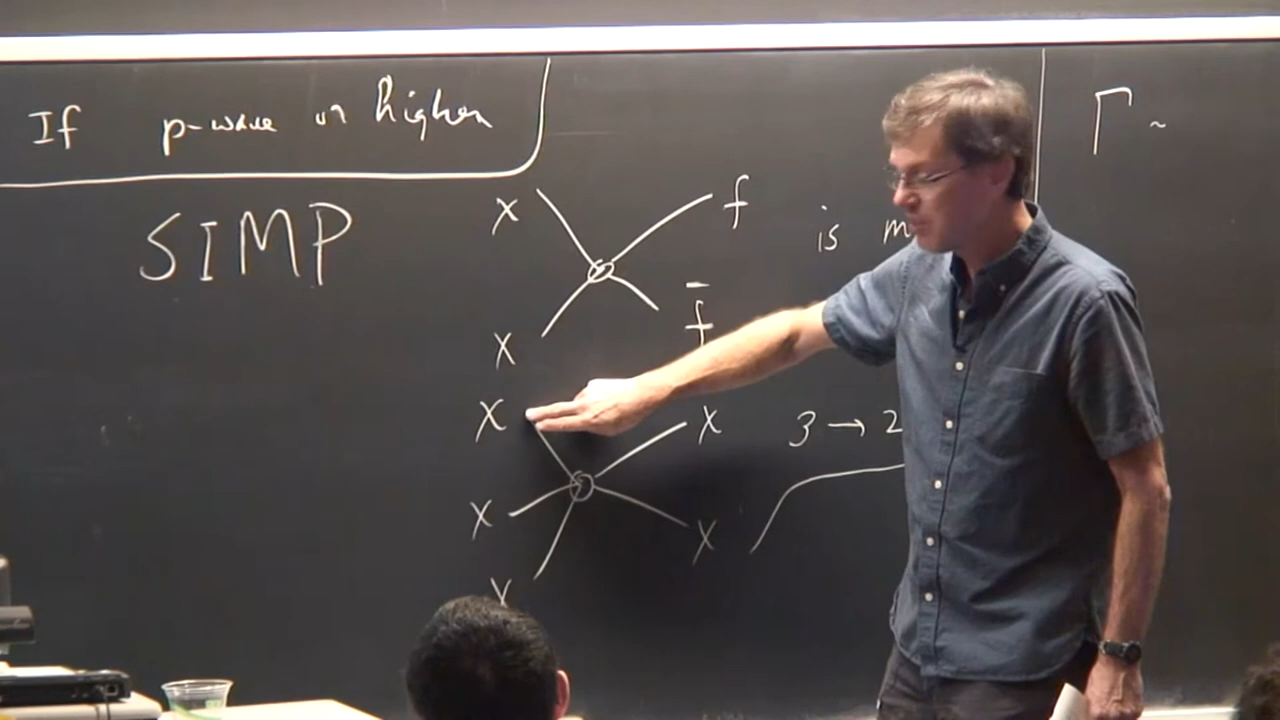 If p-wave or higher
Γ ~
SIMP
X f
is m
X f̅
X X
3 → 2
X X
X